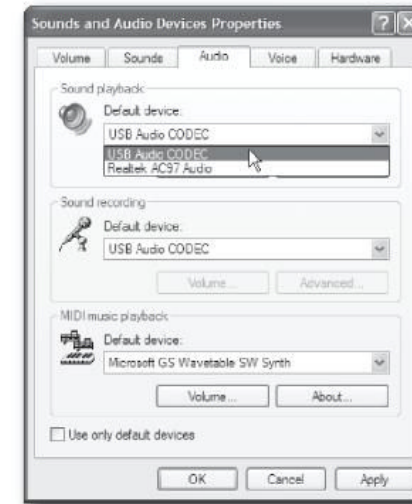 Sounds and Audio Devices Properties
Volume Sounds Audio Voice Hardware
Sound playback
Default device:
USB Audio CODEC
USB Audio CODEC
Realtek AC97 Audio
Sound recording
Default device:
USB Audio CODEC
Volume... Advanced...
MIDI music playback
Default device:
Microsoft GS Wavetable SW Synth
Volume... About...
Use only default devices
OK Cancel Apply